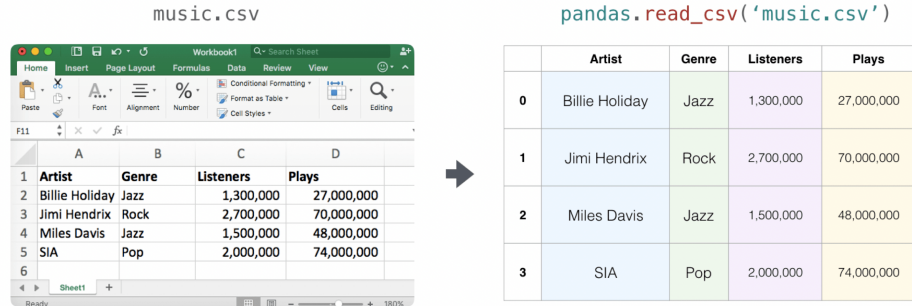 music.csv
pandas.read_csv(‘music.csv’)
Workbook1
Search Sheet
Home Insert Page Layout Formulas Data Review View
Paste
Font
Alignment
%
Number
Conditional Formatting
Format as Table
Cell Styles
Cells
Editing
F11 fx
A B C D
1 Artist Genre Listeners Plays
2 Billie Holiday Jazz 1,300,000 27,000,000
3 Jimi Hendrix Rock 2,700,000 70,000,000
4 Miles Davis Jazz 1,500,000 48,000,000
5 SIA Pop 2,000,000 74,000,000
6
Sheet1 +
Ready 180%
Artist Genre Listeners Plays
0 Billie Holiday Jazz 1,300,000 27,000,000
1 Jimi Hendrix Rock 2,700,000 70,000,000
2 Miles Davis Jazz 1,500,000 48,000,000
3 SIA Pop 2,000,000 74,000,000